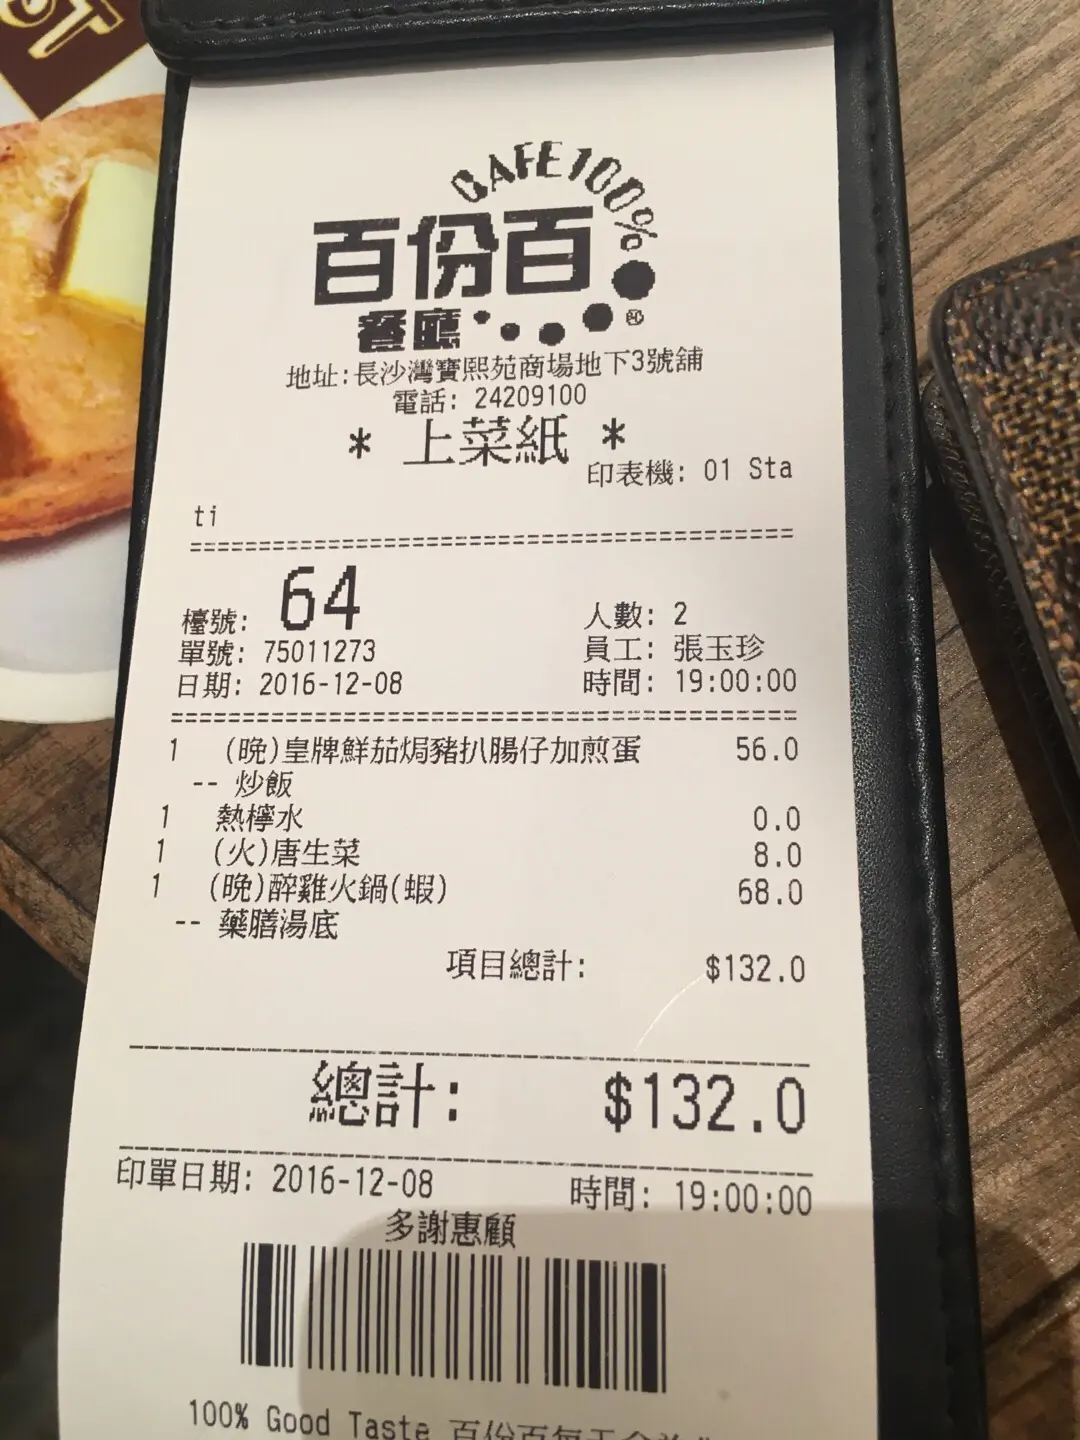 CAFE 100%
百份百
餐廳
地址:長沙灣寶熙苑商場地下3號舖
電話: 24209100
* 上菜紙 *
印表機: 01 Sta
ti
檯號: 64 人數: 2
單號: 75011273 員工: 張玉珍
日期: 2016-12-08 時間: 19:00:00
1 (晚)皇牌鮮茄焗豬扒腸仔加煎蛋 56.0
-- 炒飯
1 熱檸水 0.0
1 (火)唐生菜 8.0
1 (晚)醉雞火鍋(蝦) 68.0
-- 藥膳湯底
項目總計: $132.0
總計: $132.0
印單日期: 2016-12-08 時間: 19:00:00
多謝惠顧
100% Good Taste 百份百每天